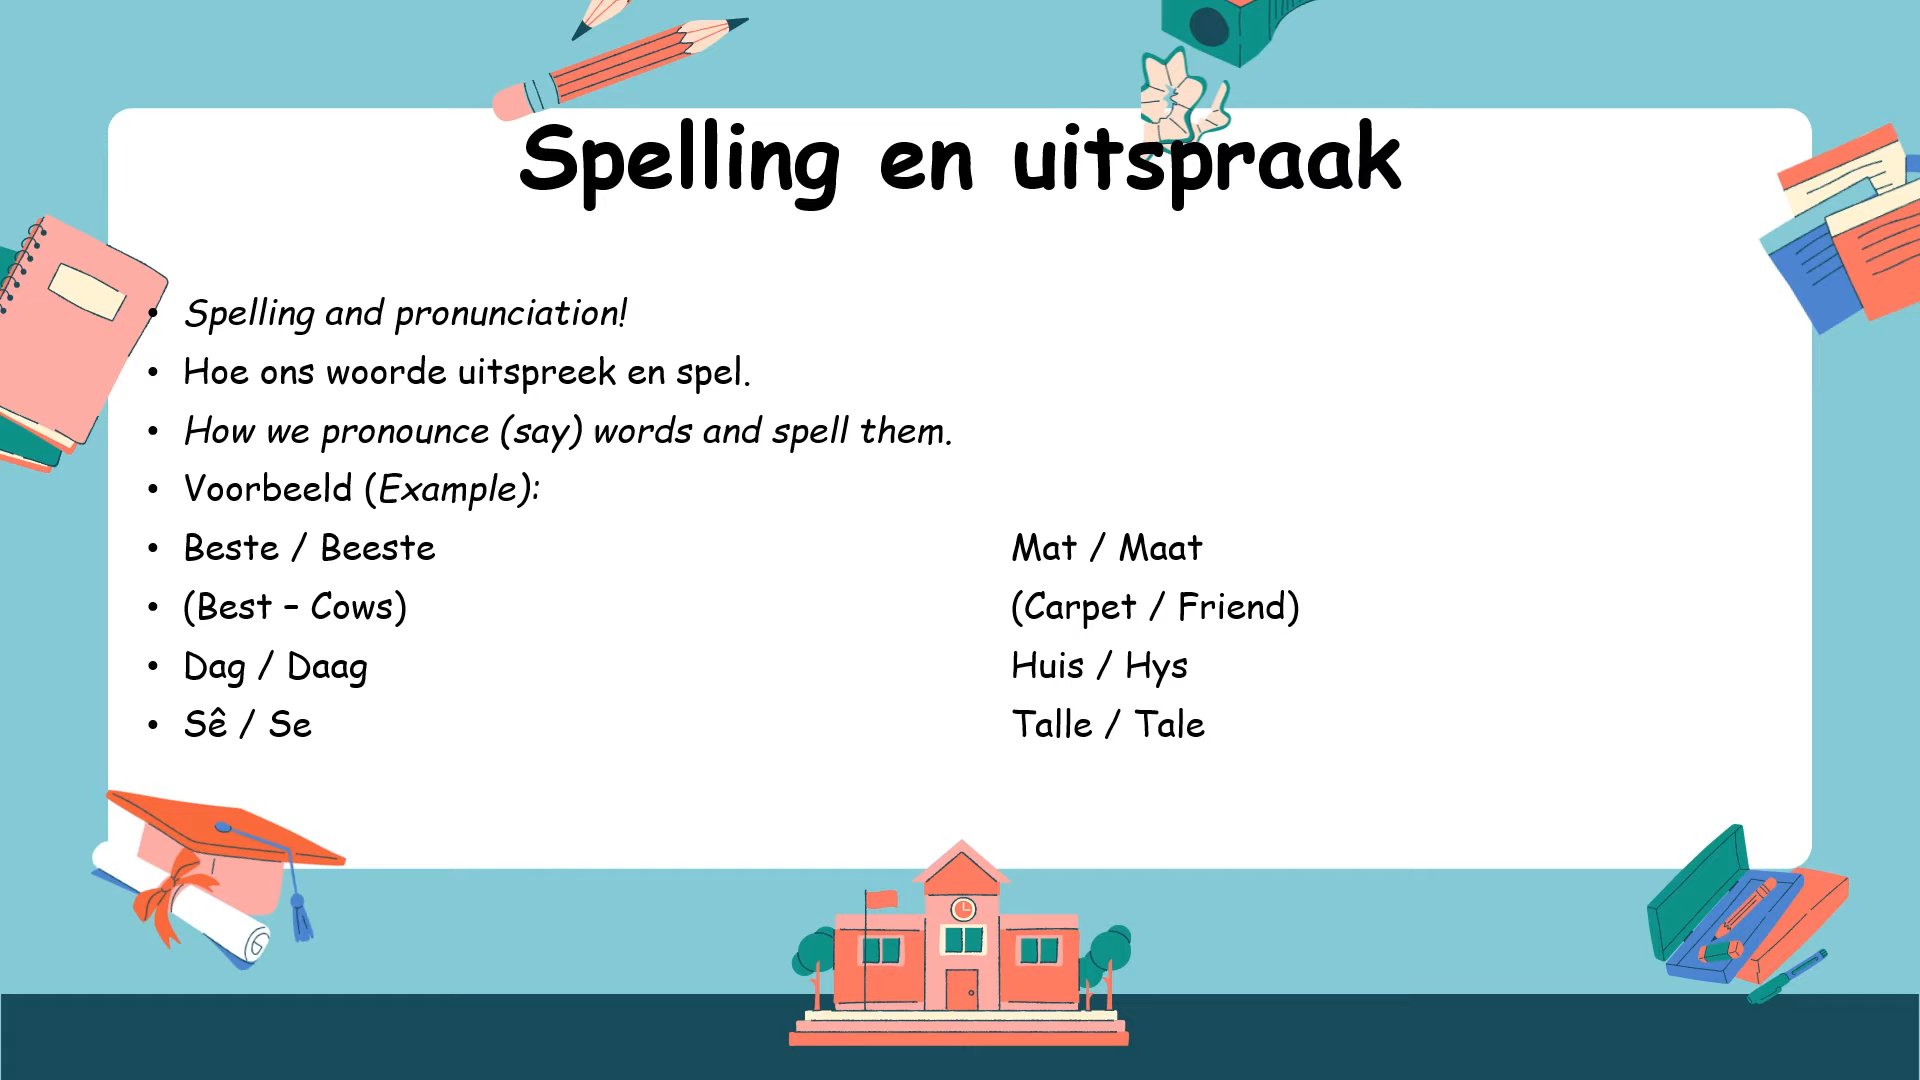 Spelling en uitspraak
• Spelling and pronunciation!
• Hoe ons woorde uitspreek en spel.
• How we pronounce (say) words and spell them.
• Voorbeeld (Example):
• Beste / Beeste Mat / Maat
• (Best – Cows) (Carpet / Friend)
• Dag / Daag Huis / Hys
• Sê / Se Talle / Tale